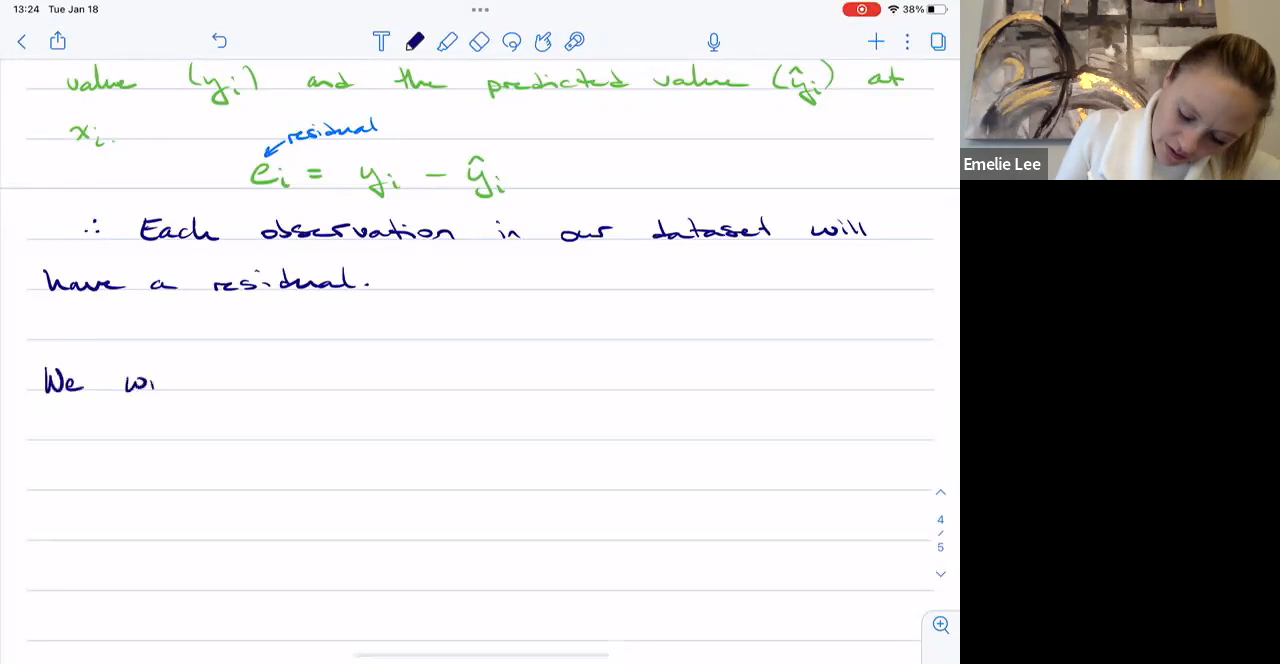 13:24 Tue Jan 18
38%
value (yᵢ) and the predicted value (ŷᵢ) at
xᵢ.
residual
eᵢ = yᵢ - ŷᵢ
∴ Each observation in our dataset will
have a residual.
We wi
4
/
5
Emelie Lee